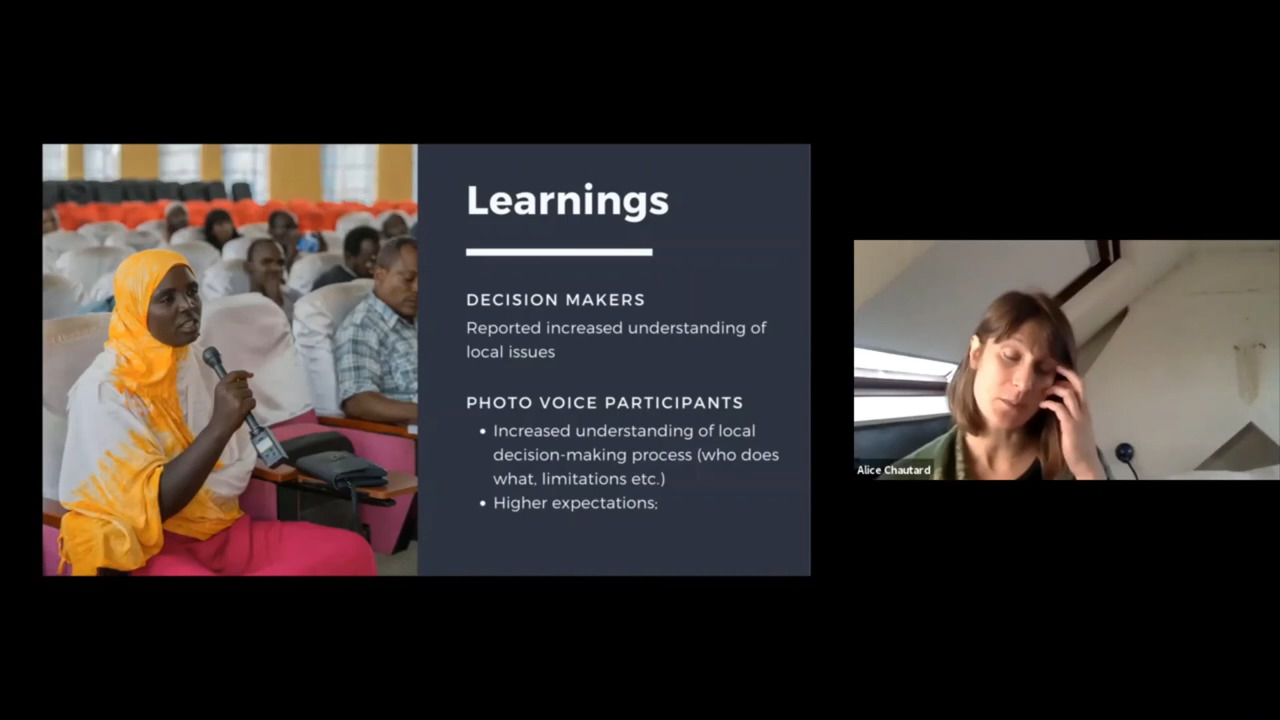 Learnings
DECISION MAKERS
Reported increased understanding of
local issues
PHOTO VOICE PARTICIPANTS
• Increased understanding of local
decision-making process (who does
what, limitations etc.)
• Higher expectations;
Alice Chautard